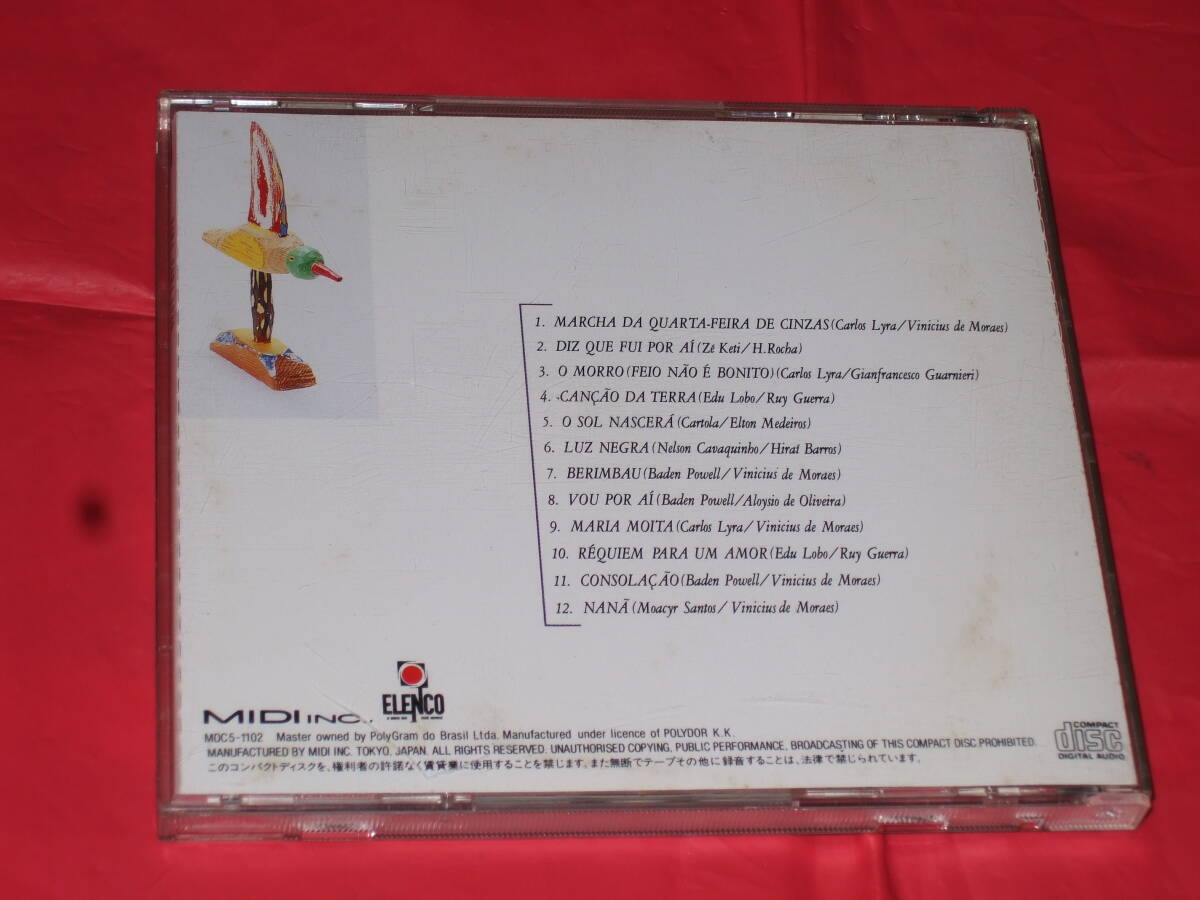 1. MARCHA DA QUARTA-FEIRA DE CINZAS(Carlos Lyra/Vinicius de Moraes)
2. DIZ QUE FUI POR AÍ(Zé Keti/H.Rocha)
3. O MORRO(FEIO NÃO É BONITO)(Carlos Lyra/Gianfrancesco Guarnieri)
4. CANÇÃO DA TERRA(Edu Lobo/Ruy Guerra)
5. O SOL NASCERÁ(Cartola/Elton Medeiros)
6. LUZ NEGRA(Nelson Cavaquinho/Hiraí Barros)
7. BERIMBAU(Baden Powell/Vinicius de Moraes)
8. VOU POR AÍ(Baden Powell/Aloysio de Oliveira)
9. MARIA MOITA(Carlos Lyra/Vinicius de Moraes)
10. RÉQUIEM PARA UM AMOR(Edu Lobo/Ruy Guerra)
11. CONSOLAÇÃO(Baden Powell/Vinicius de Moraes)
12. NANÃ(Moacyr Santos/Vinicius de Moraes)
MIDI INC.
ELENCO
MOC5-1102 Master owned by PolyGram do Brasil Ltda. Manufactured under licence of POLYDOR K.K.
MANUFACTURED BY MIDI INC. TOKYO, JAPAN. ALL RIGHTS RESERVED. UNAUTHORISED COPYING, PUBLIC PERFORMANCE, BROADCASTING OF THIS COMPACT DISC PROHIBITED.
このコンパクトディスクを、権利者の許諾なく賃貸業に使用することを禁じます。また無断でテープその他に録音することは、法律で禁じられています。
COMPACT
disc
DIGITAL AUDIO